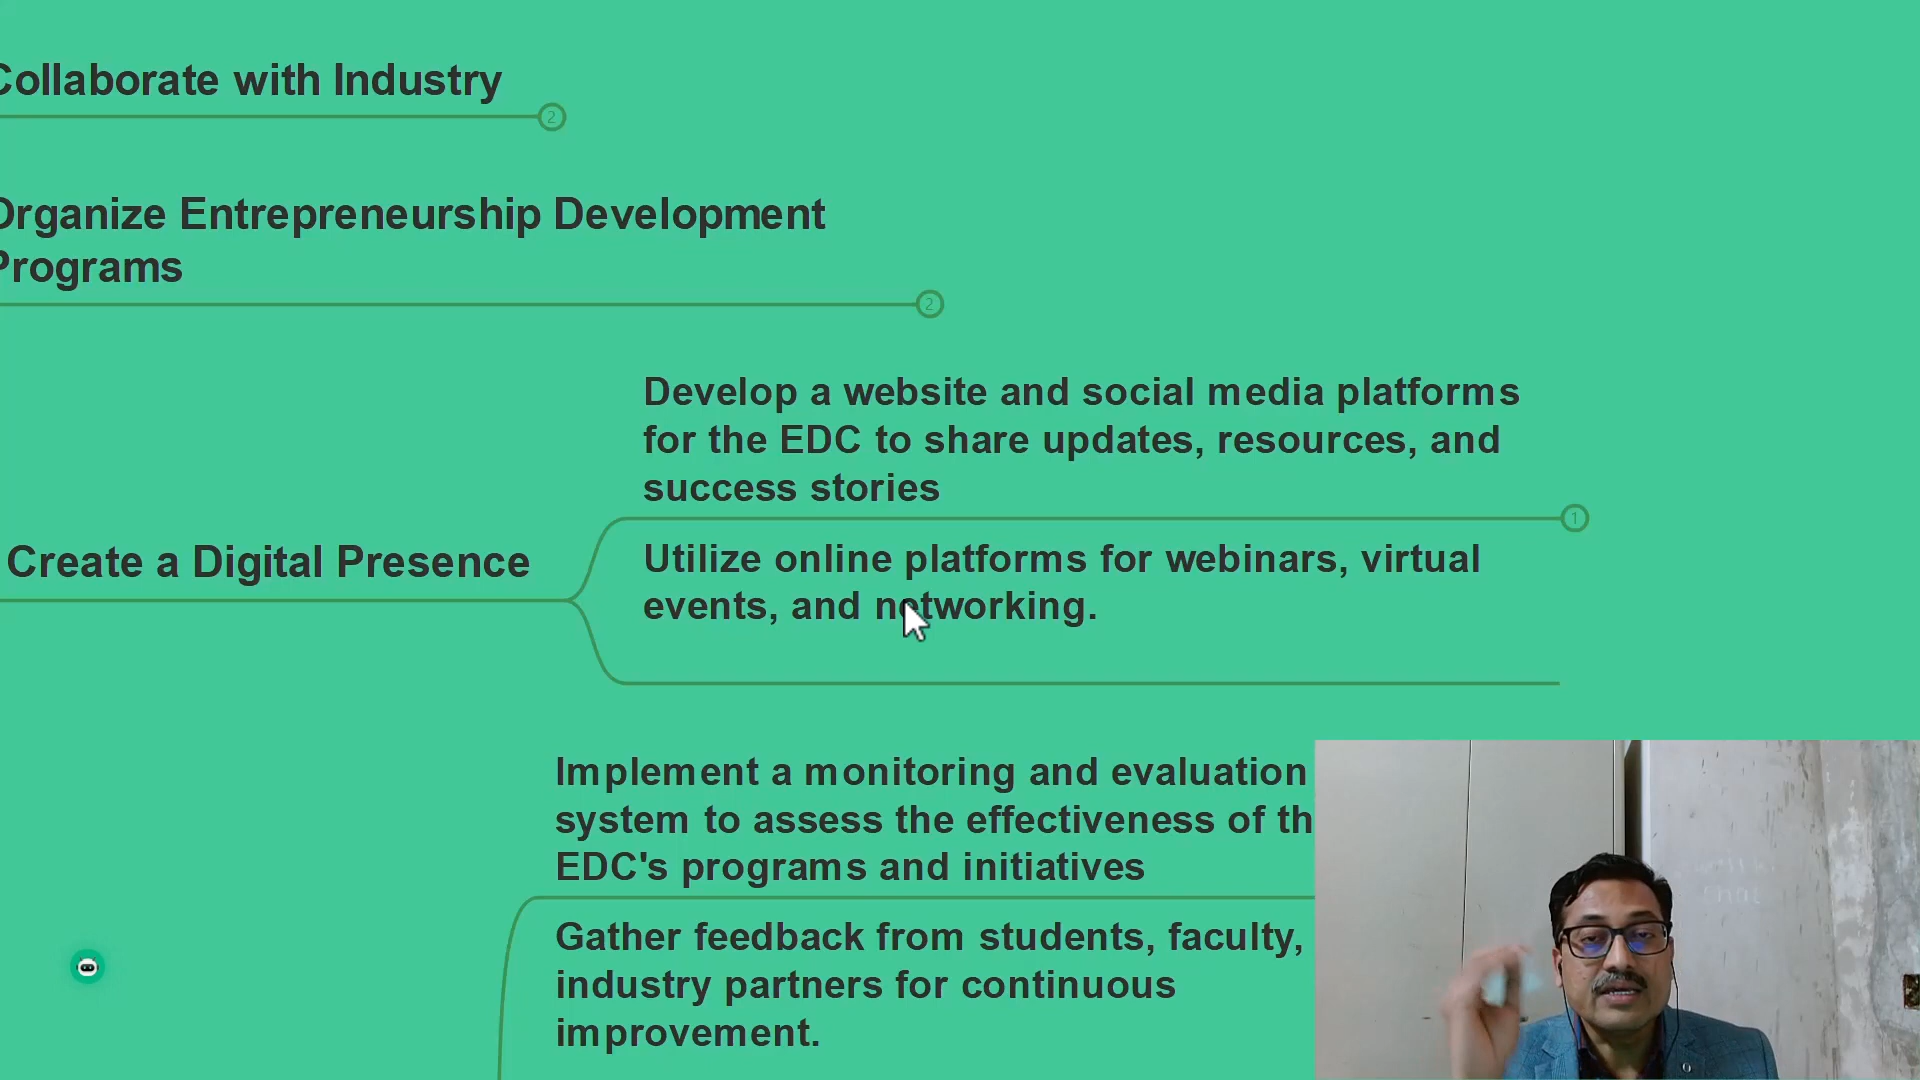 Collaborate with Industry
2
Organize Entrepreneurship Development
Programs
2
Develop a website and social media platforms
for the EDC to share updates, resources, and
success stories
1
Create a Digital Presence
Utilize online platforms for webinars, virtual
events, and networking.
Implement a monitoring and evaluation
system to assess the effectiveness of th
EDC's programs and initiatives
Gather feedback from students, faculty,
industry partners for continuous
improvement.